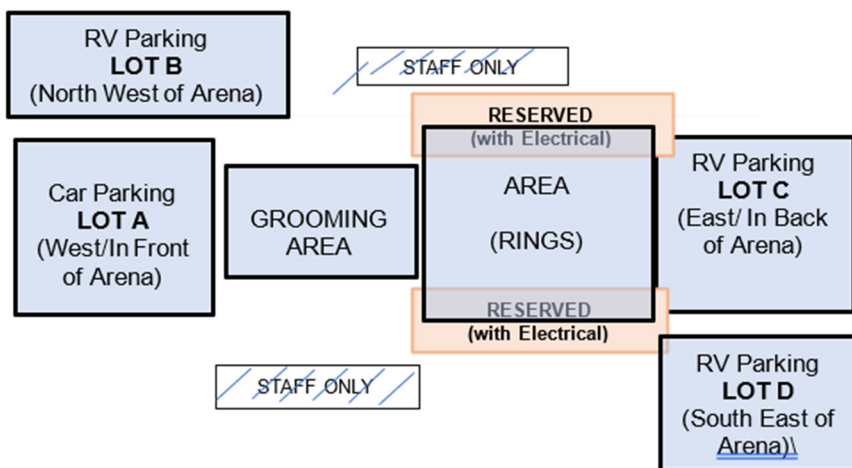 RV Parking
LOT B
(North West of Arena)
STAFF ONLY
RESERVED
(with Electrical)
Car Parking
LOT A
(West/In Front
of Arena)
GROOMING
AREA
AREA
(RINGS)
RV Parking
LOT C
(East/ In Back
of Arena)
RESERVED
(with Electrical)
STAFF ONLY
RV Parking
LOT D
(South East of
Arena)\